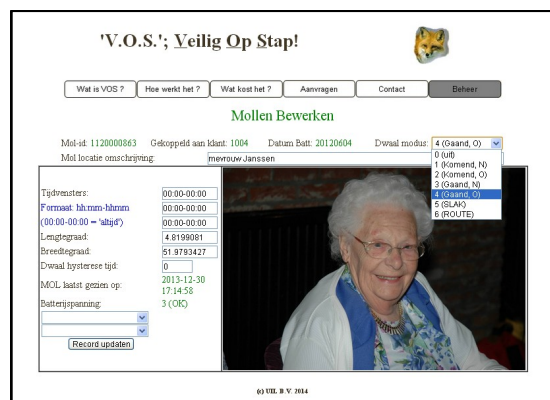 'V.O.S.'; Veilig Op Stap!
Wat is VOS ? Hoe werkt het ? Wat kost het ? Aanvragen Contact Beheer
Mollen Bewerken
Mol-id: 1120000863 Gekoppeld aan klant: 1004 Datum Batt: 20120604 Dwaal modus: 4 (Gaand, O)
Mol locatie omschrijving: mevrouw Janssen
0 (uit)
1 (Komend, N)
2 (Komend, O)
3 (Gaand, N)
4 (Gaand, O)
5 (SLAK)
6 (ROUTE)
Tijdvensters: 00:00-00:00
Formaat: hh:mm-hhmm 00:00-00:00
(00:00-00:00 = 'altijd') 00:00-00:00
Lengtegraad: 4.8199081
Breedtegraad: 51.9793427
Dwaal hysterese tijd: 0
MOL laatst gezien op: 2013-12-30
17:14:58
Batterijspanning: 3 (OK)
Record updaten
(c) UIL B.V. 2014